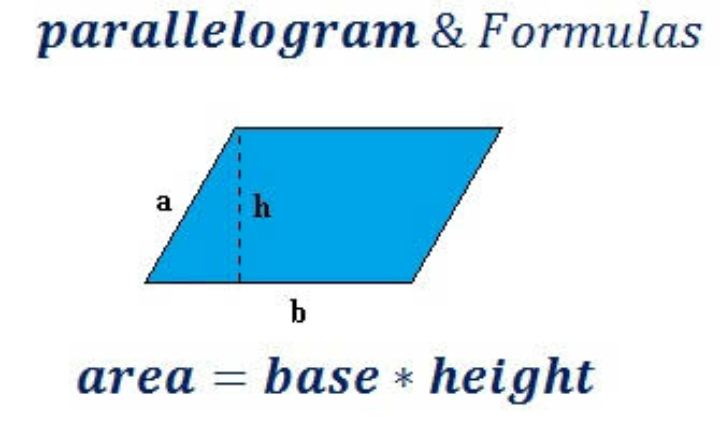 parallelogram & Formulas
a
h
b
area = base * height